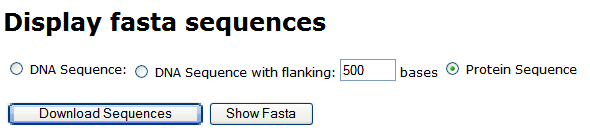 Display fasta sequences
DNA Sequence: DNA Sequence with flanking: 500 bases Protein Sequence
Download Sequences Show Fasta